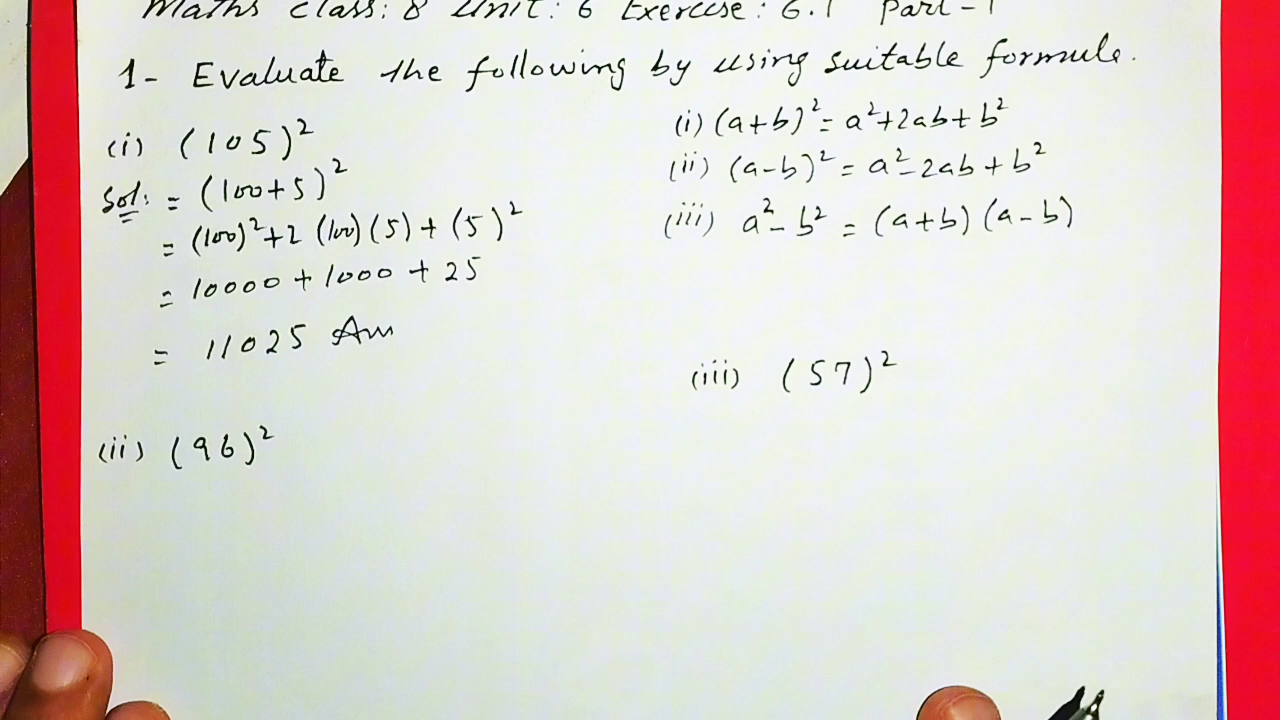 Maths Class: 8 Unit: 6 Exercise: 6.1 Part-1
1- Evaluate the following by using suitable formula.
(i) (105)²
Sol: = (100+5)²
= (100)²+2 (100) (5) + (5)²
= 10000 + 1000 + 25
= 11025 Ans
(ii) (96)²
(i) (a+b)² = a²+2ab+b²
(ii) (a-b)² = a²-2ab+b²
(iii) a²-b² = (a+b) (a-b)
(iii) (57)²